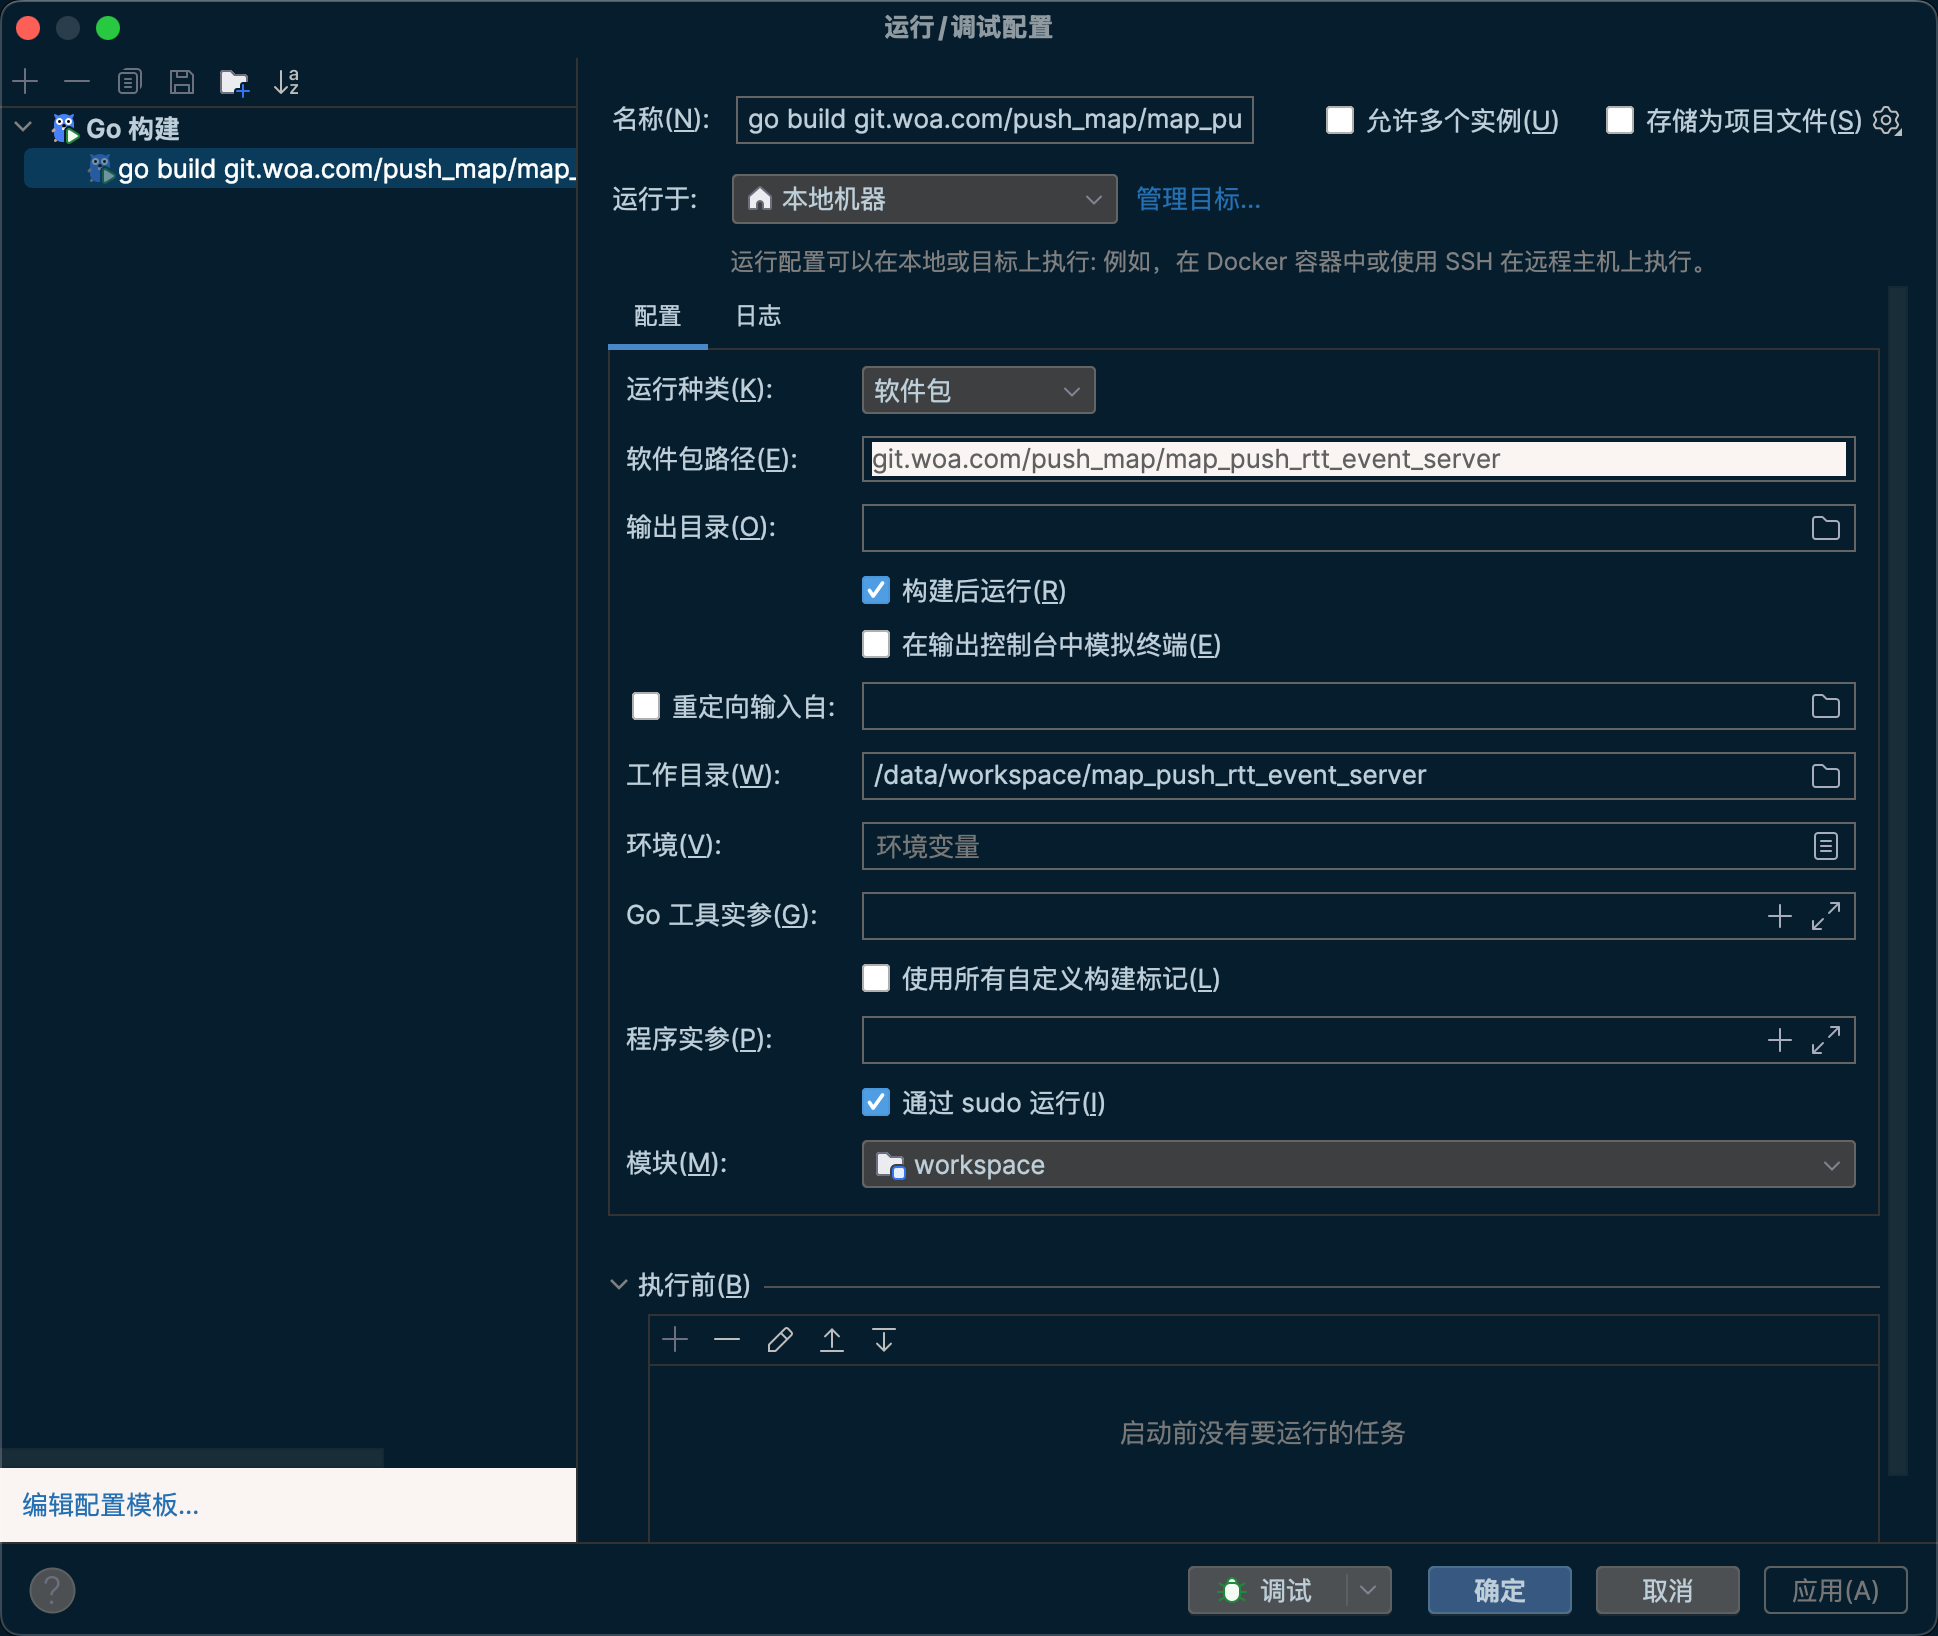 运行/调试配置
Go 构建
go build git.woa.com/push_map/map_
编辑配置模板...
名称(N):
go build git.woa.com/push_map/map_pu
允许多个实例(U)
存储为项目文件(S)
运行于:
本地机器
管理目标...
运行配置可以在本地或目标上执行: 例如，在 Docker 容器中或使用 SSH 在远程主机上执行。
配置
日志
运行种类(K):
软件包
软件包路径(E):
git.woa.com/push_map/map_push_rtt_event_server
输出目录(O):
构建后运行(R)
在输出控制台中模拟终端(E)
重定向输入自:
工作目录(W):
/data/workspace/map_push_rtt_event_server
环境(V):
环境变量
Go 工具实参(G):
使用所有自定义构建标记(L)
程序实参(P):
通过 sudo 运行(I)
模块(M):
workspace
执行前(B)
启动前没有要运行的任务
?
调试
确定
取消
应用(A)